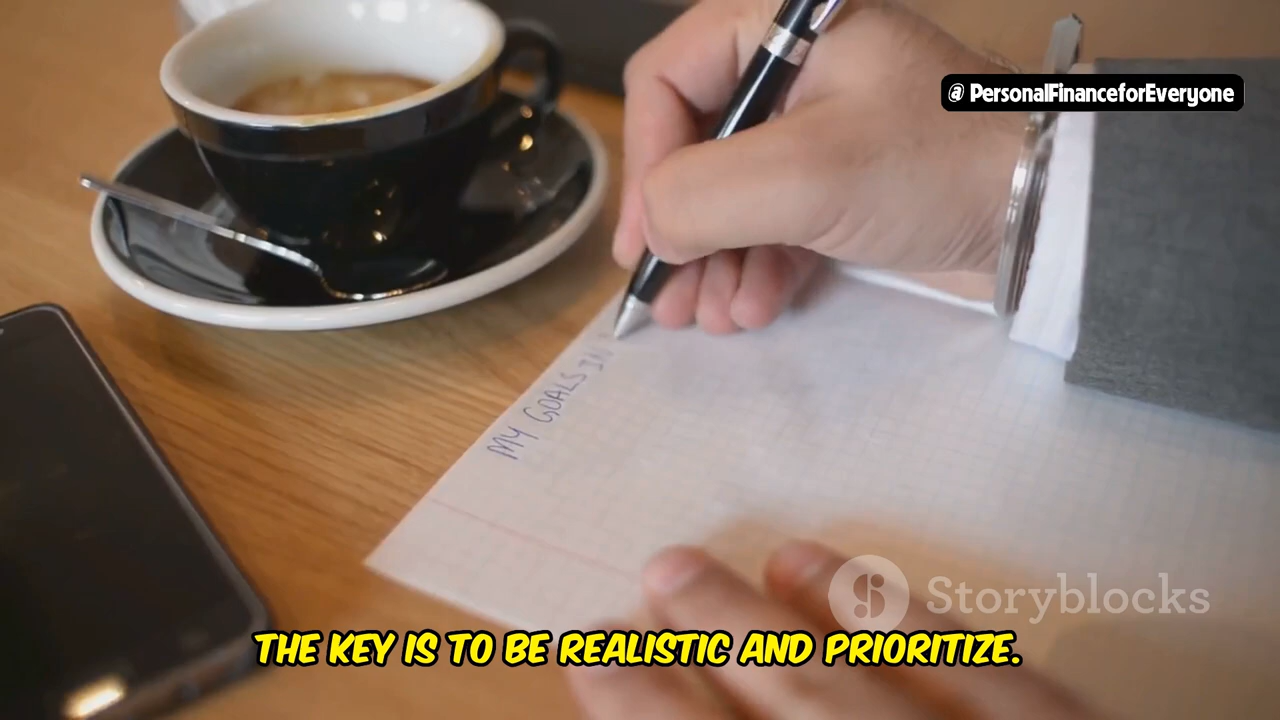 @ PersonalFinanceforEveryone
MY GOALS IN
Storyblocks
THE KEY IS TO BE REALISTIC AND PRIORITIZE.